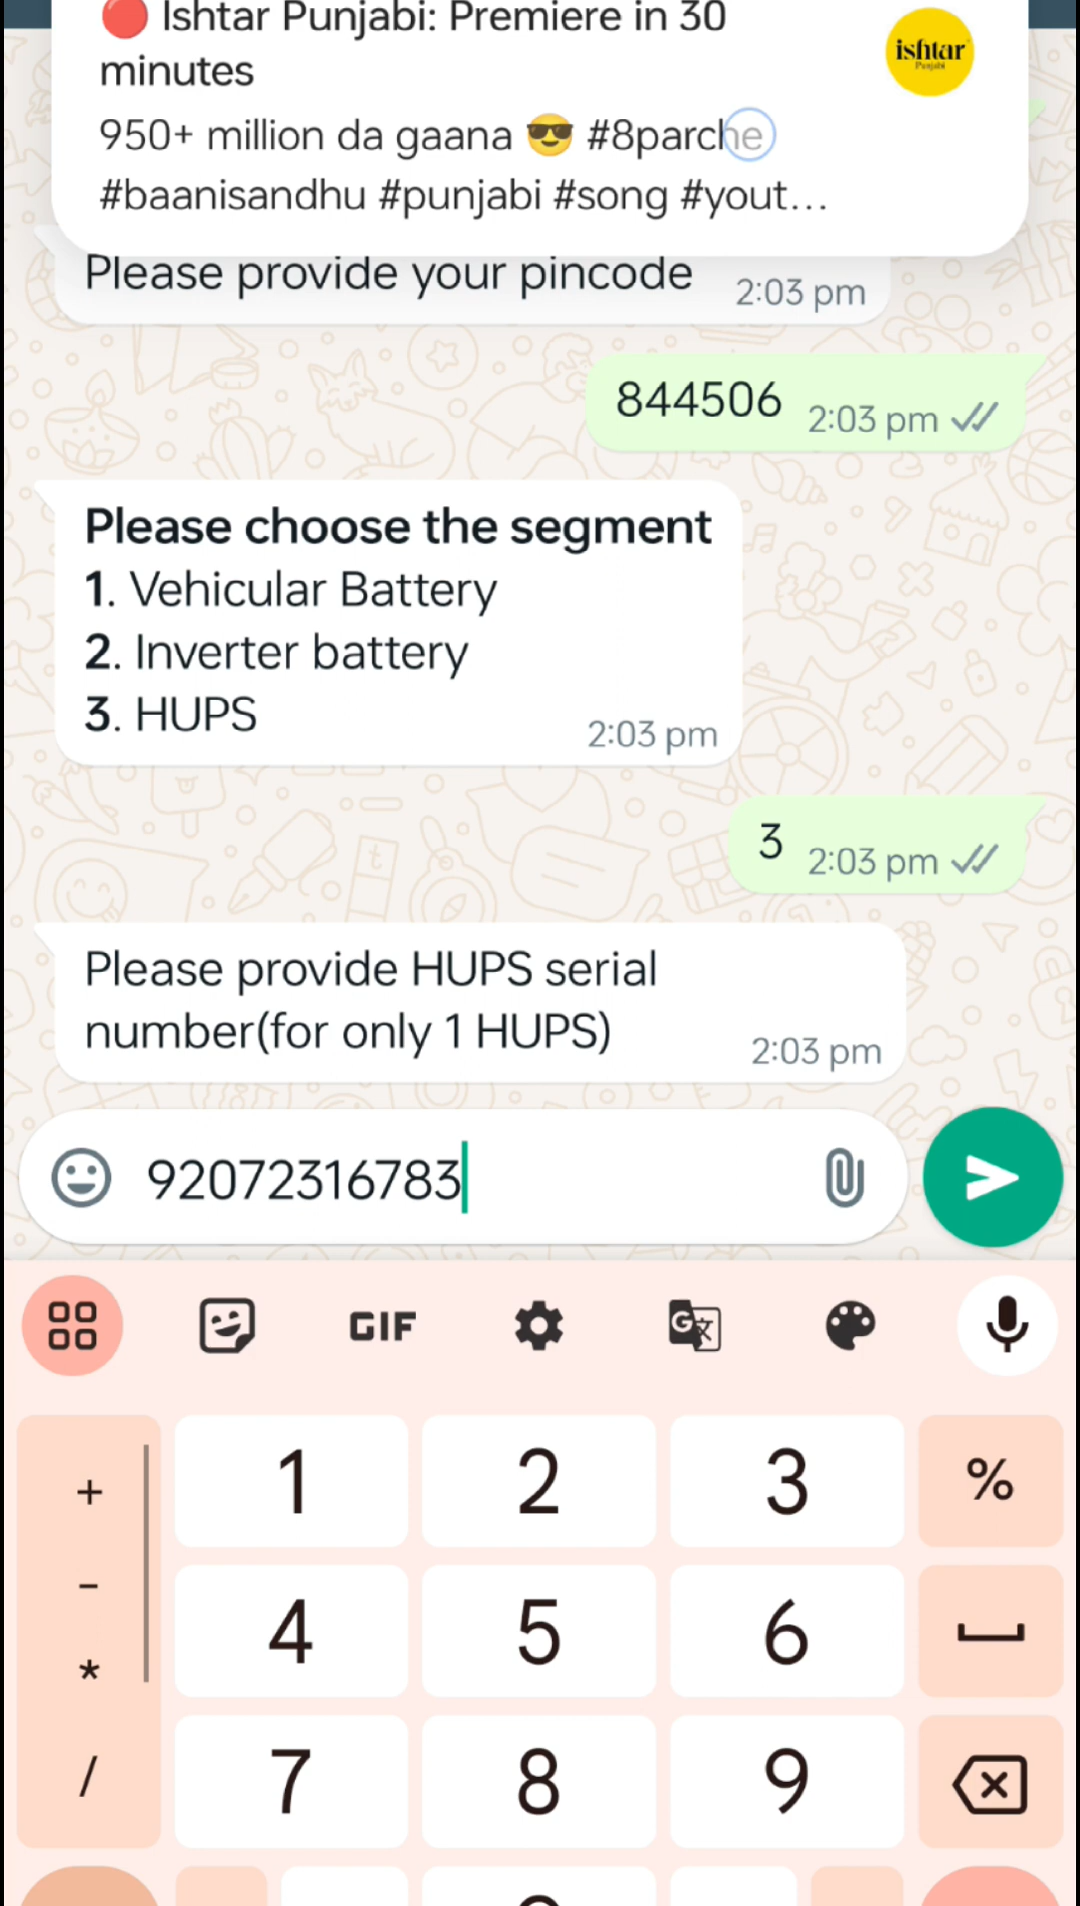 🔴 Ishtar Punjabi: Premiere in 30
minutes
ishtar
Punjabi
950+ million da gaana 😎 #8parche
#baanisandhu #punjabi #song #yout...
Please provide your pincode
2:03 pm
844506
2:03 pm
Please choose the segment
1. Vehicular Battery
2. Inverter battery
3. HUPS
2:03 pm
3
2:03 pm
Please provide HUPS serial
number(for only 1 HUPS)
2:03 pm
92072316783
GIF
+ 1 2 3 %
-
* 4 5 6
/ 7 8 9